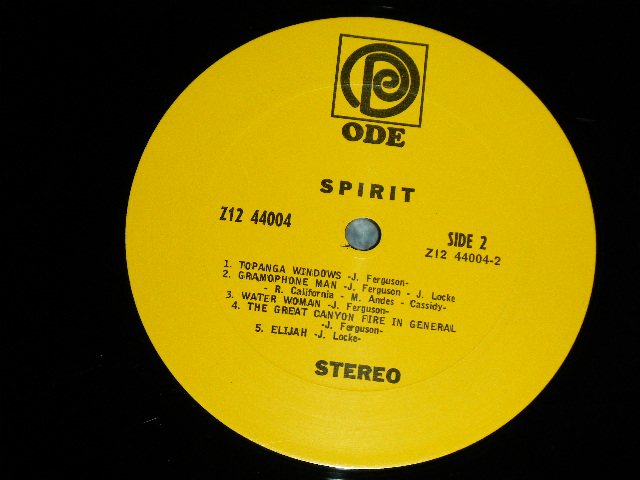 ODE
SPIRIT
Z12 44004
SIDE 2
Z12 44004-2
1. TOPANGA WINDOWS -J. Ferguson-
2. GRAMOPHONE MAN -J. Ferguson - J. Locke
- R. California - M. Andes - Cassidy-
3. WATER WOMAN -J. Ferguson-
4. THE GREAT CANYON FIRE IN GENERAL
-J. Ferguson-
5. ELIJAH -J. Locke-
STEREO